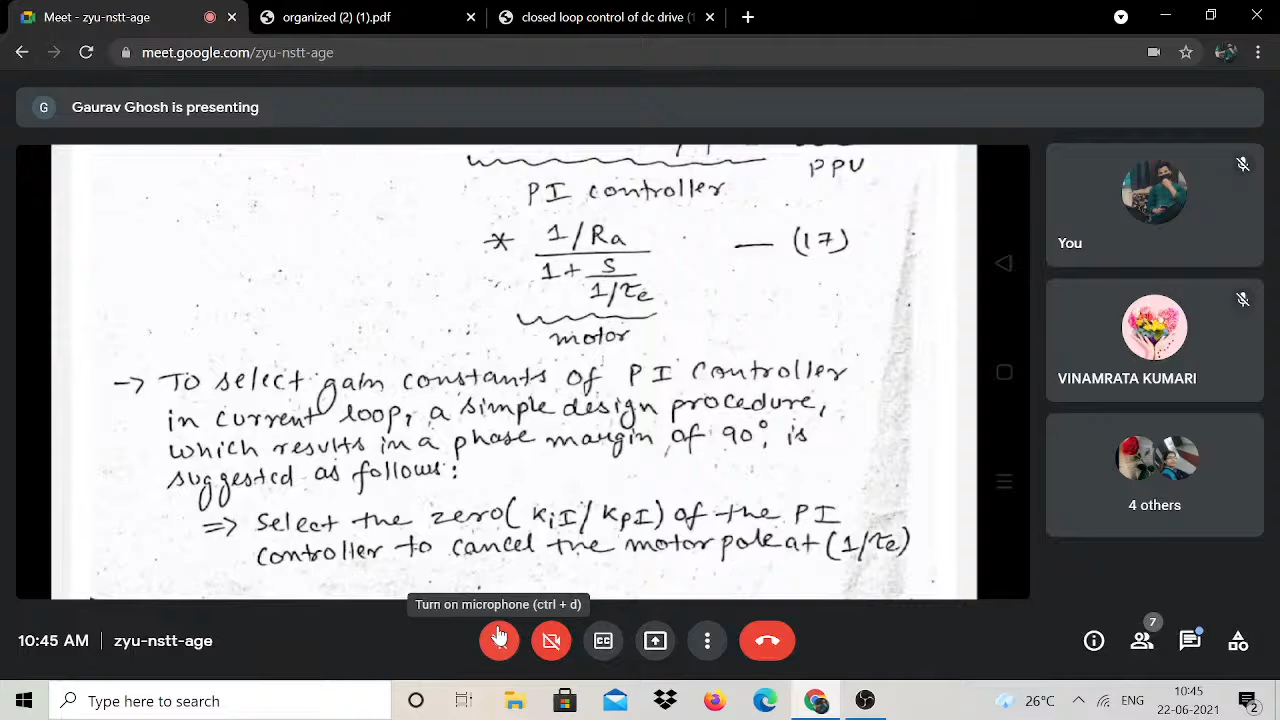 Meet - zyu-nstt-age
organized (2) (1).pdf
closed loop control of dc drive (1
meet.google.com/zyu-nstt-age
G Gaurav Ghosh is presenting
PPU
PI controller
* 1/Ra
1+ S
1/τe
— (17)
motor
→ To select gain constants of PI Controller
in current loop, a simple design procedure,
which results in a phase margin of 90°, is
suggested as follows:
⇒ Select the zero( KiI/KPI) of the PI
controller to cancel the motor pole at (1/τe)
You
VINAMRATA KUMARI
4 others
Turn on microphone (ctrl + d)
10:45 AM | zyu-nstt-age
7
Type here to search
26°C
ENG
10:45
22-06-2021
2